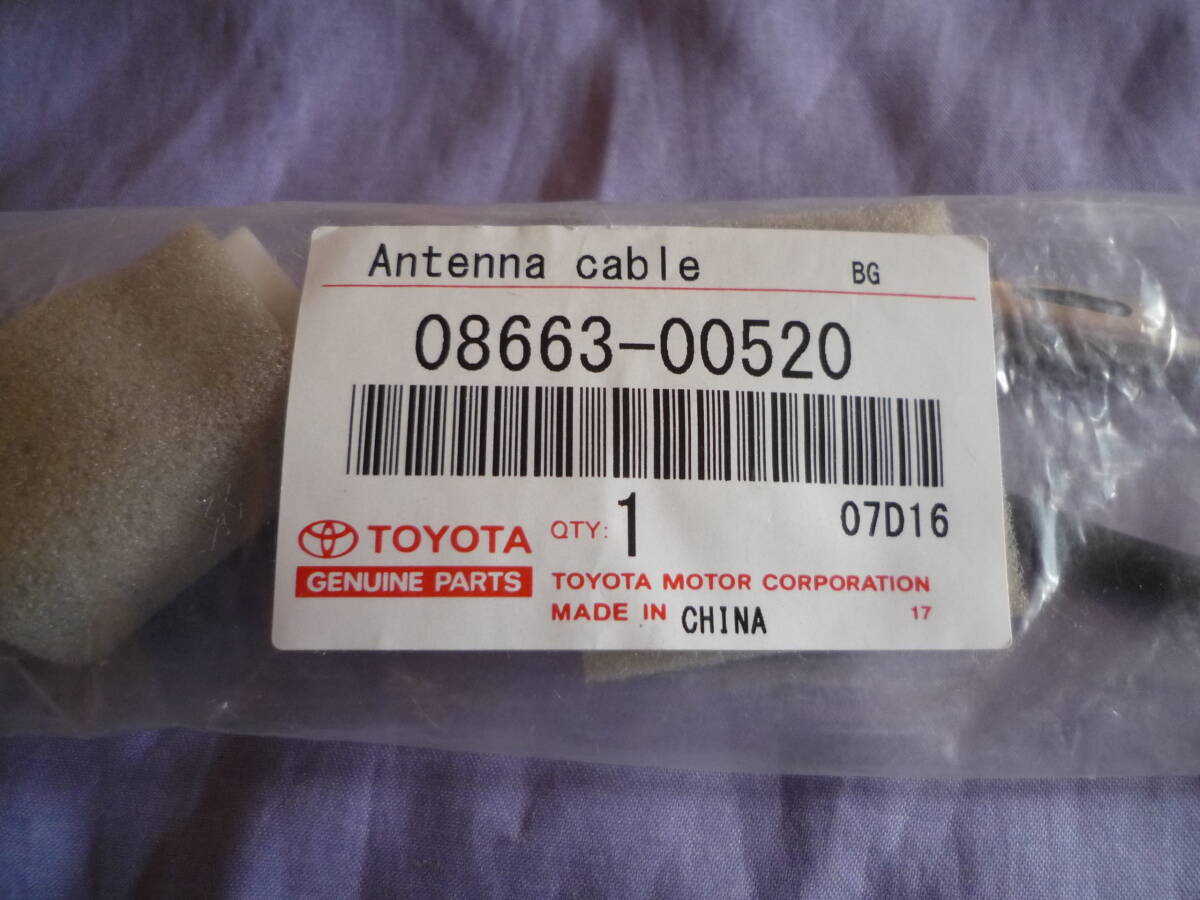 Antenna cable BG
08663-00520
QTY: 1 07D16
TOYOTA
GENUINE PARTS
TOYOTA MOTOR CORPORATION
MADE IN CHINA 17